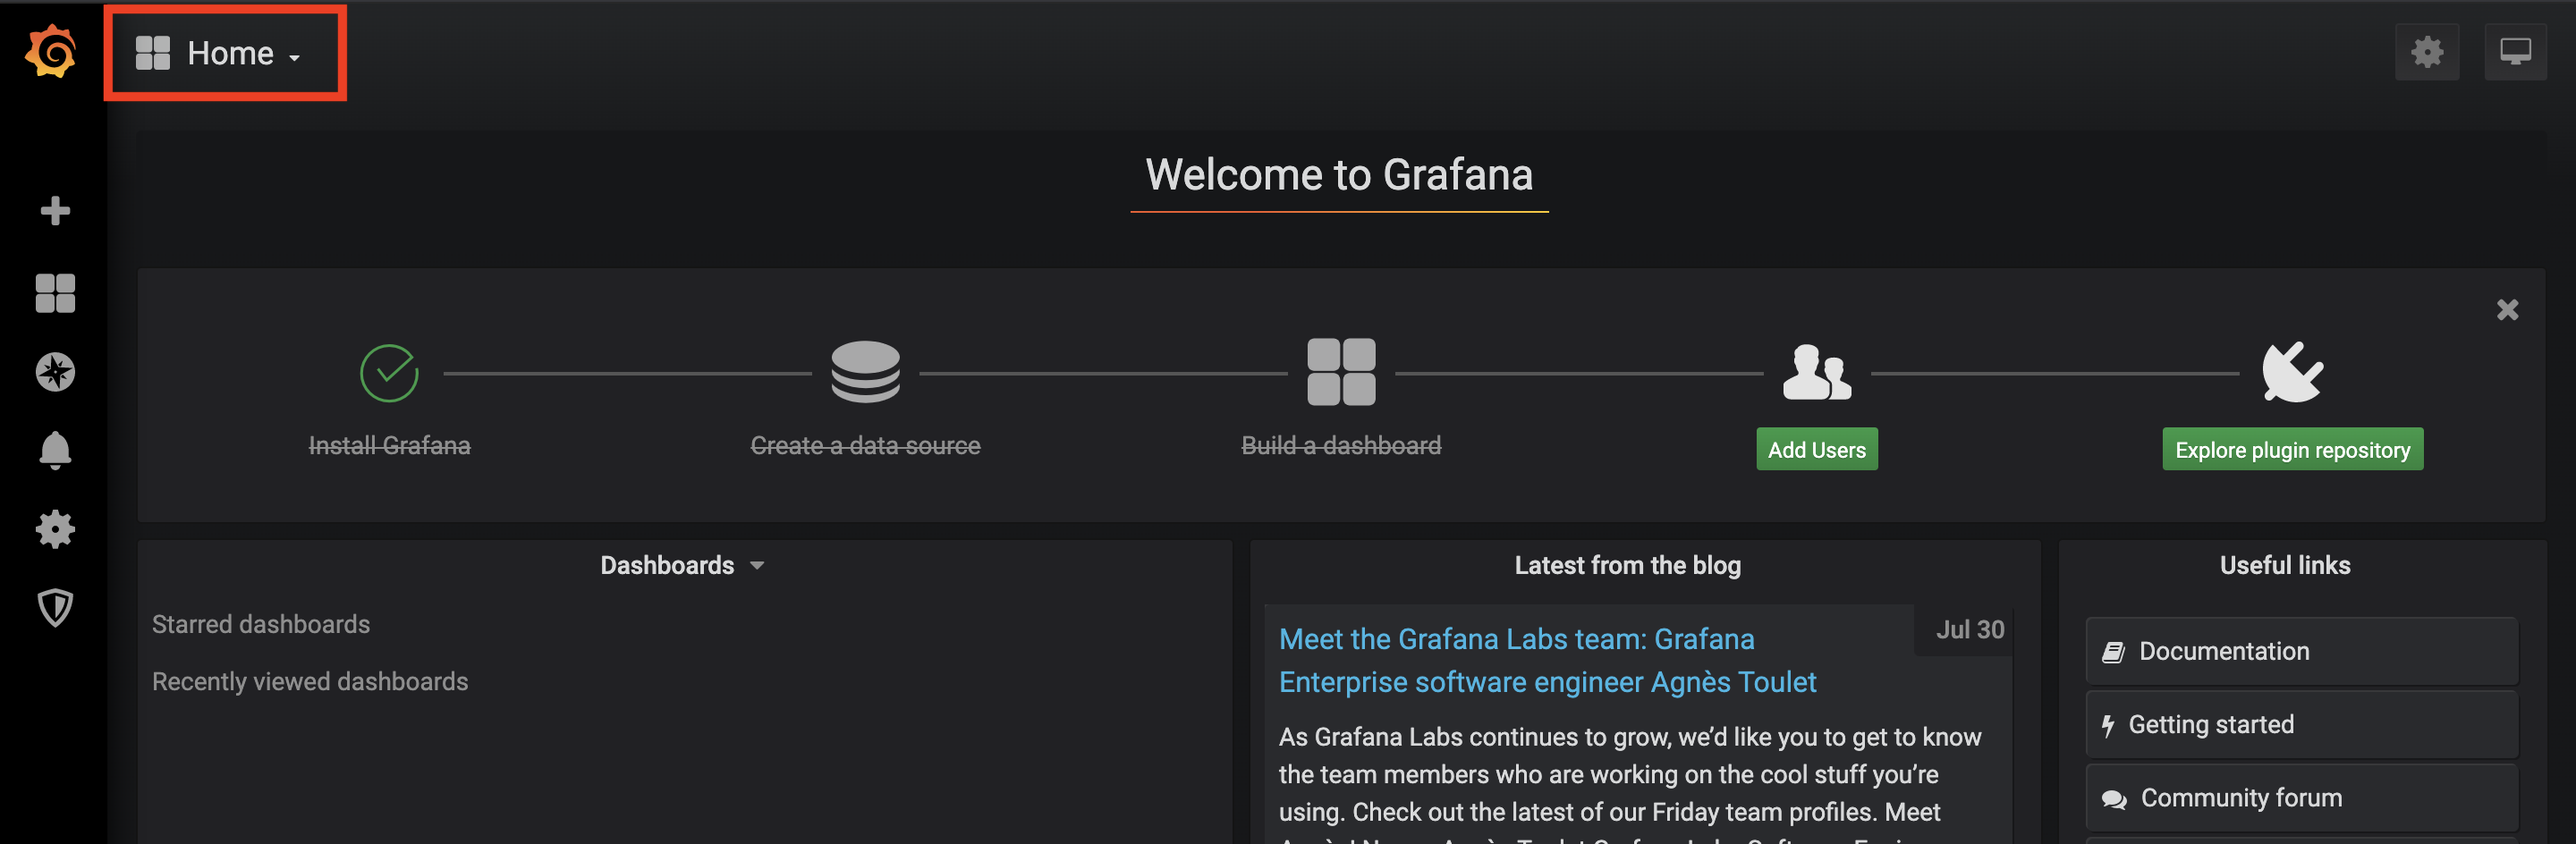 Home
Welcome to Grafana
Install Grafana
Create a data source
Build a dashboard
Add Users
Explore plugin repository
Dashboards
Starred dashboards
Recently viewed dashboards
Latest from the blog
Jul 30
Meet the Grafana Labs team: Grafana
Enterprise software engineer Agnès Toulet
As Grafana Labs continues to grow, we’d like you to get to know
the team members who are working on the cool stuff you’re
using. Check out the latest of our Friday team profiles. Meet
Useful links
Documentation
Getting started
Community forum